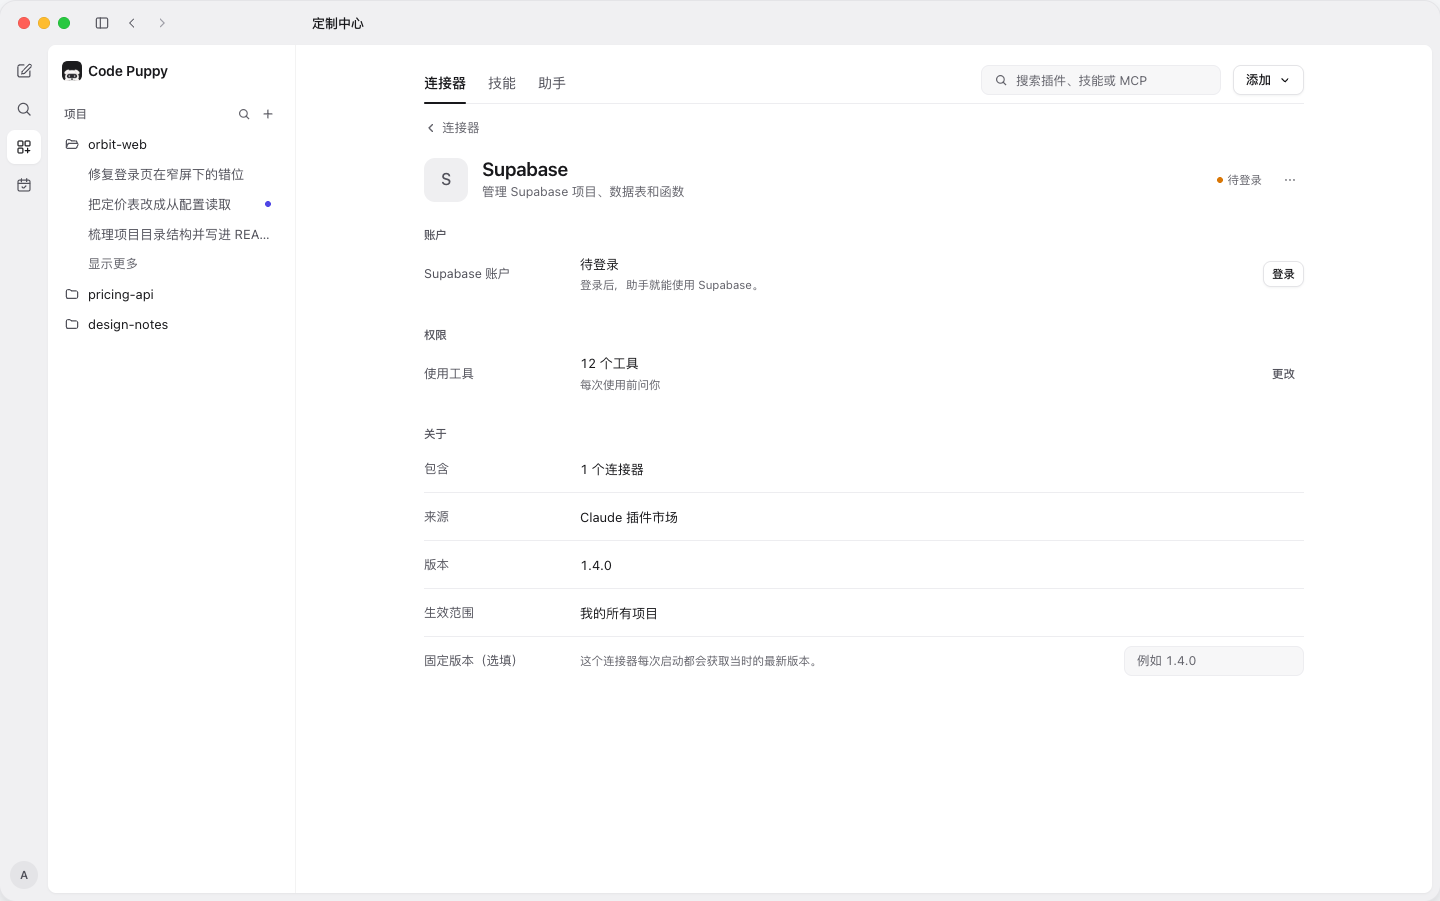 定制中心
Code Puppy
项目
orbit-web
修复登录页在窄屏下的错位
把定价表改成从配置读取
梳理项目目录结构并写进 REA...
显示更多
pricing-api
design-notes
A
连接器 技能 助手
搜索插件、技能或 MCP
添加
连接器
S
Supabase
管理 Supabase 项目、数据表和函数
待登录
账户
Supabase 账户
待登录
登录后，助手就能使用 Supabase。
登录
权限
使用工具
12 个工具
每次使用前问你
更改
关于
包含 1 个连接器
来源 Claude 插件市场
版本 1.4.0
生效范围 我的所有项目
固定版本（选填） 这个连接器每次启动都会获取当时的最新版本。 例如 1.4.0